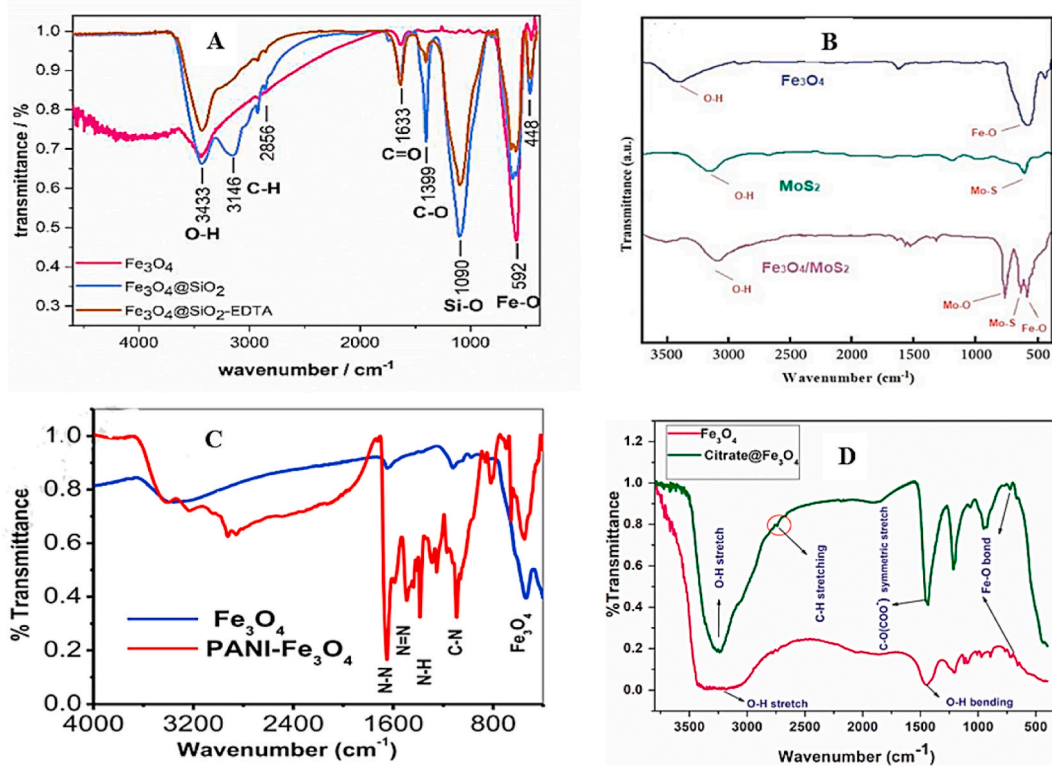 A
transmittance / %
1.0
0.9
0.8
0.7
0.6
0.5
0.4
0.3
3433
O-H
3146
2856
C-H
1633
C=O
1399
C-O
1090
Si-O
592
Fe-O
448
Fe₃O₄
Fe₃O₄@SiO₂
Fe₃O₄@SiO₂-EDTA
4000 3000 2000 1000
wavenumber / cm⁻¹
B
Transmittance (a.u.)
Fe₃O₄
O-H
Fe-O
MoS₂
O-H
Mo-S
Fe₃O₄/MoS₂
O-H
Mo-O
Mo-S
Fe-O
3700 3000 2500 2000 1500 1000 500
Wavenumber (cm⁻¹)
C
% Transmittance
1.0
0.8
0.6
0.4
0.2
0.0
Fe₃O₄
PANI-Fe₃O₄
N-N
N=N
N-H
C-N
Fe₃O₄
4000 3200 2400 1600 800
Wavenumber (cm⁻¹)
D
Fe₃O₄
Citrate@Fe₃O₄
%Transmittance
1.2
1.0
0.8
0.6
0.4
0.2
0.0
O-H stretch
C-H stretching
C-O(COO⁻) symmetric stretch
Fe-O bond
O-H stretch
O-H bending
3500 3000 2500 2000 1500 1000 500
Wavenumber (cm⁻¹)